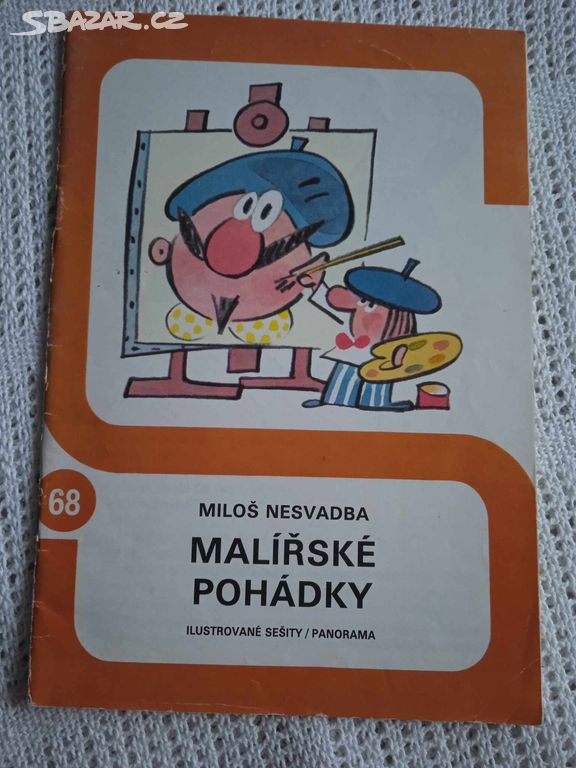 SBAZAR.CZ
68
MILOŠ NESVADBA
MALÍŘSKÉ
POHÁDKY
ILUSTROVANÉ SEŠITY / PANORAMA